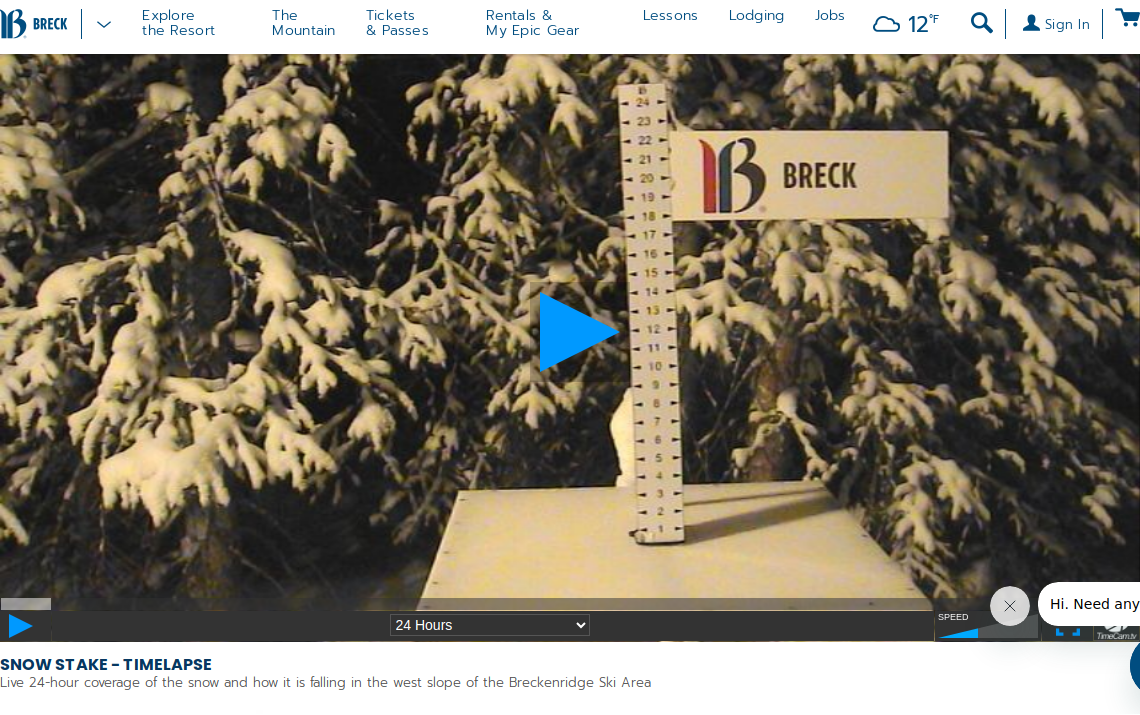 BRECK
Explore
the Resort
The
Mountain
Tickets
& Passes
Rentals &
My Epic Gear
Lessons
Lodging
Jobs
12°F
Sign In
B
24
23
22
21
20
19
18
17
16
15
14
13
12
11
10
9
8
7
6
5
4
3
2
1
B BRECK
24 Hours
SPEED
Hi. Need any
TimeCam.tv
SNOW STAKE - TIMELAPSE
Live 24-hour coverage of the snow and how it is falling in the west slope of the Breckenridge Ski Area